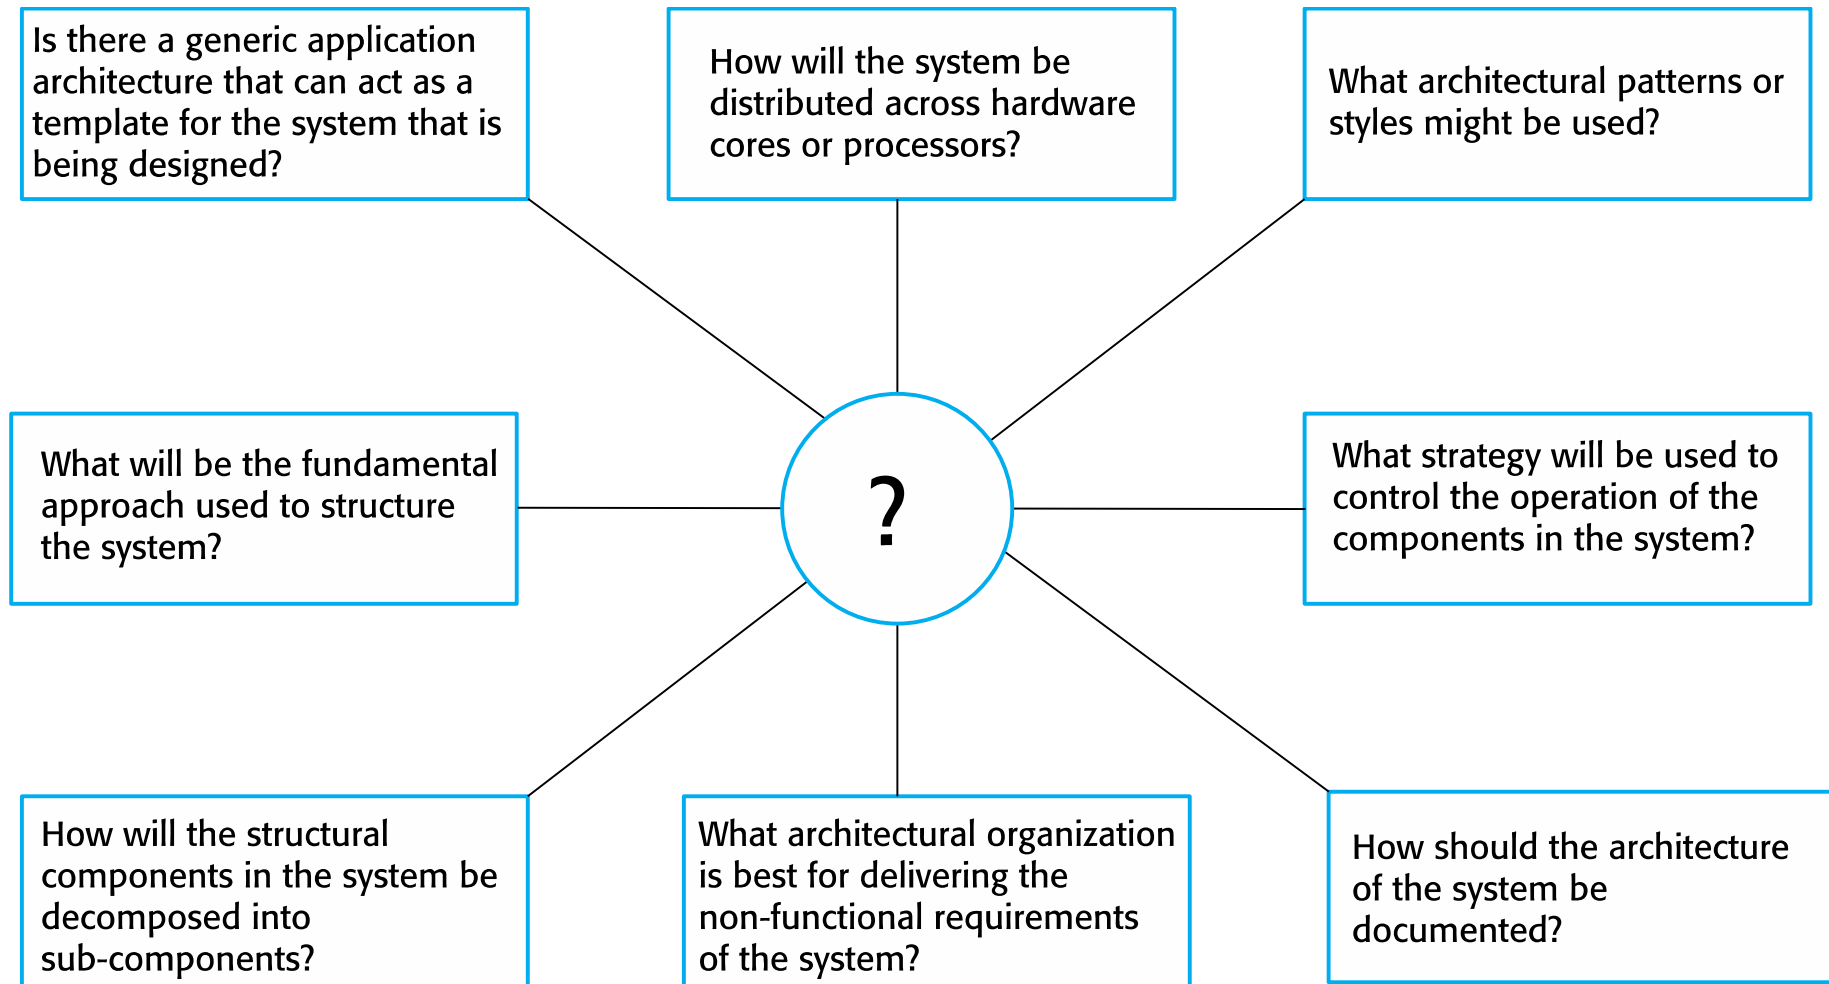 Is there a generic application
architecture that can act as a
template for the system that is
being designed?
How will the system be
distributed across hardware
cores or processors?
What architectural patterns or
styles might be used?
What will be the fundamental
approach used to structure
the system?
?
What strategy will be used to
control the operation of the
components in the system?
How will the structural
components in the system be
decomposed into
sub-components?
What architectural organization
is best for delivering the
non-functional requirements
of the system?
How should the architecture
of the system be
documented?